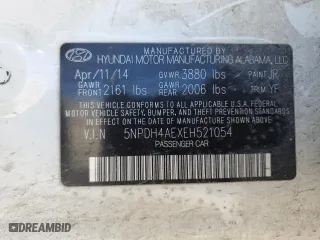 MANUFACTURED BY
HYUNDAI MOTOR MANUFACTURING ALABAMA, LLC
Apr/11/14 GVWR 3880 lbs PAINT JR
GAWR FRONT 2161 lbs GAWR REAR 2006 lbs TRIM YF
THIS VEHICLE CONFORMS TO ALL APPLICABLE FEDERAL
MOTOR VEHICLE SAFETY, BUMPER, AND THEFT PREVENTION STANDARDS
IN EFFECT ON THE DATE OF MANUFACTURE SHOWN ABOVE.
V.I.N 5NPDH4AEXEH521054
PASSENGER CAR